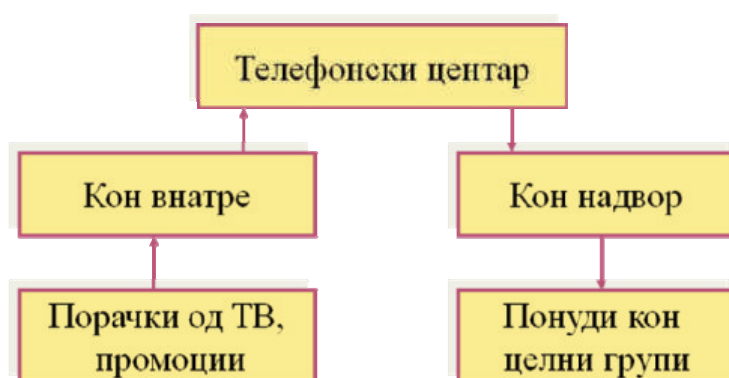 Телефонски центар
Кон внатре
Кон надвор
Порачки од ТВ,
промоции
Понуди кон
целни групи